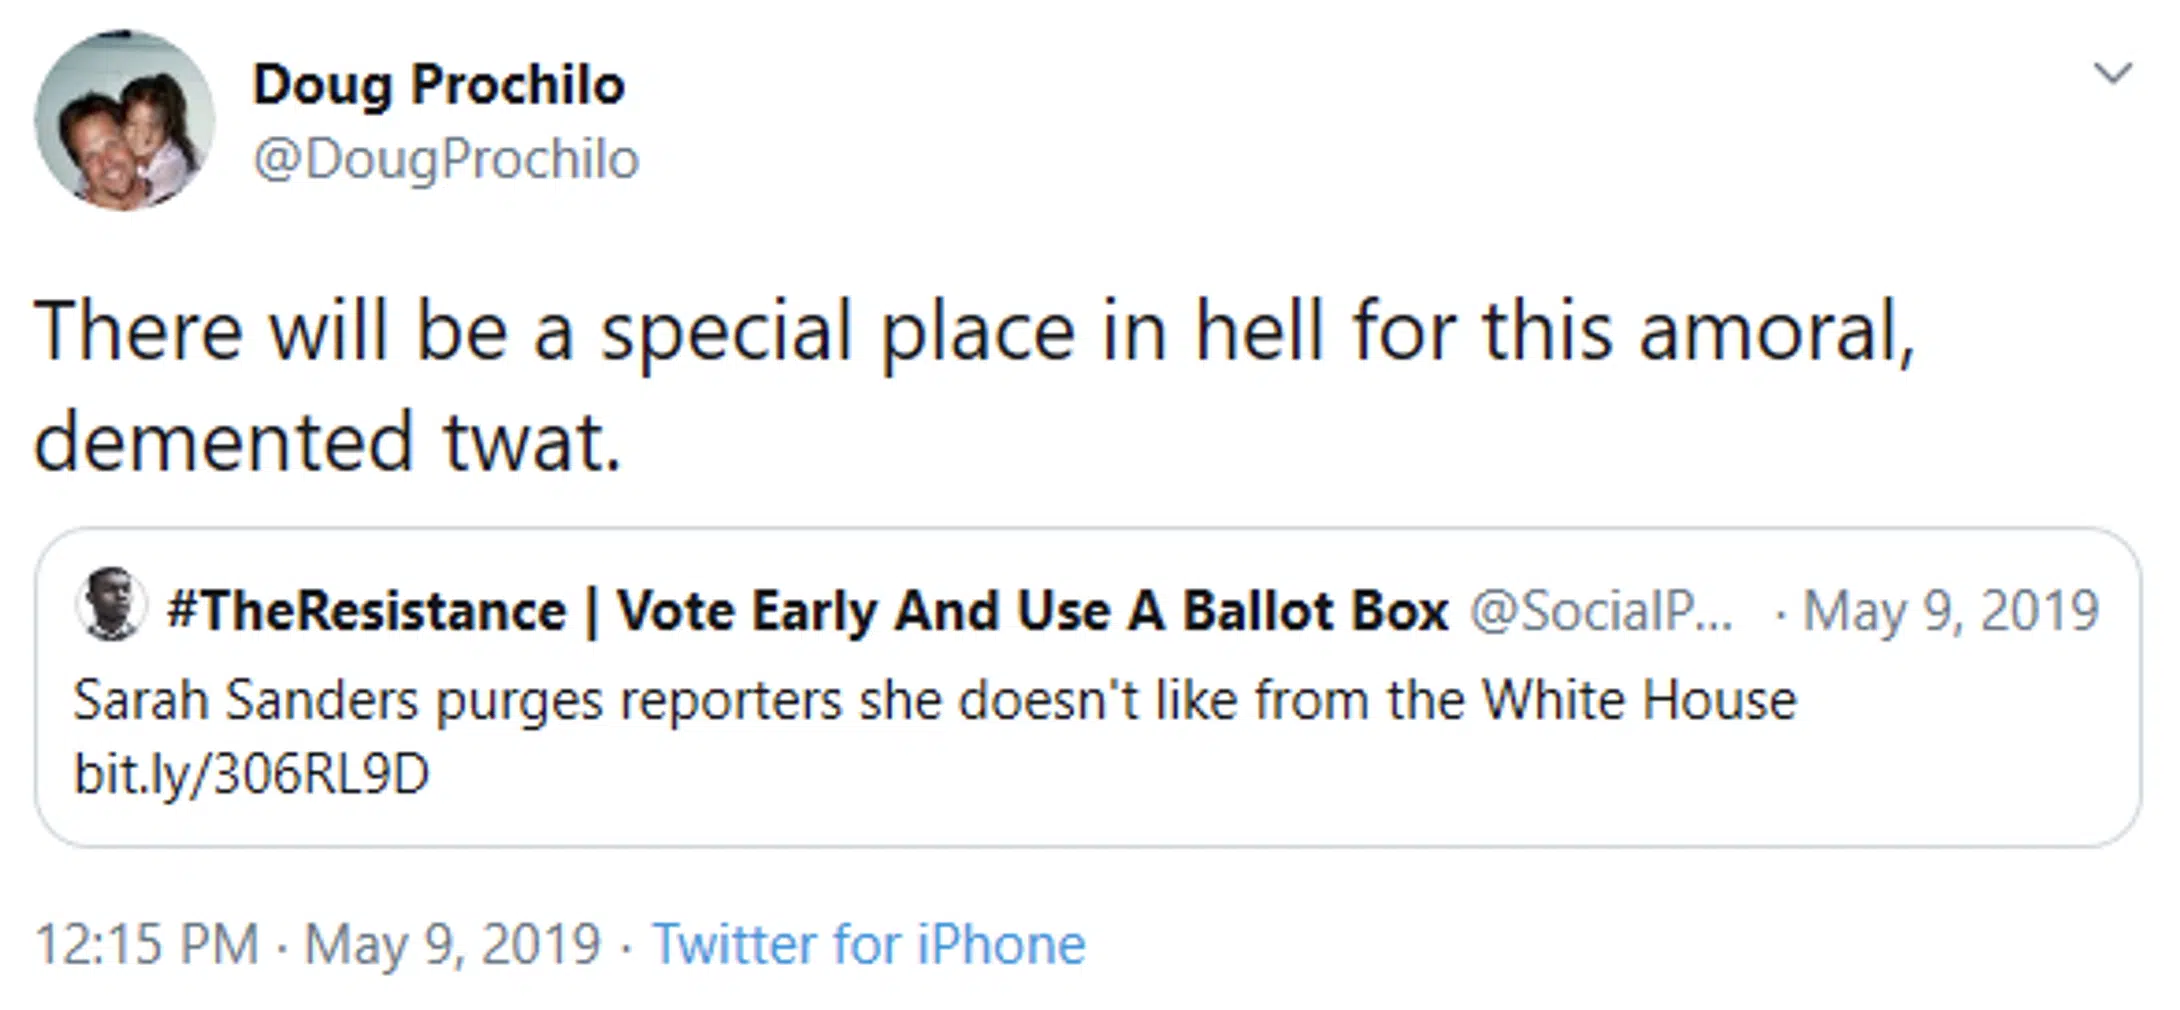 Doug Prochilo
@DougProchilo
There will be a special place in hell for this amoral,
demented twat.
#TheResistance | Vote Early And Use A Ballot Box @SocialP... · May 9, 2019
Sarah Sanders purges reporters she doesn't like from the White House
bit.ly/306RL9D
12:15 PM · May 9, 2019 · Twitter for iPhone